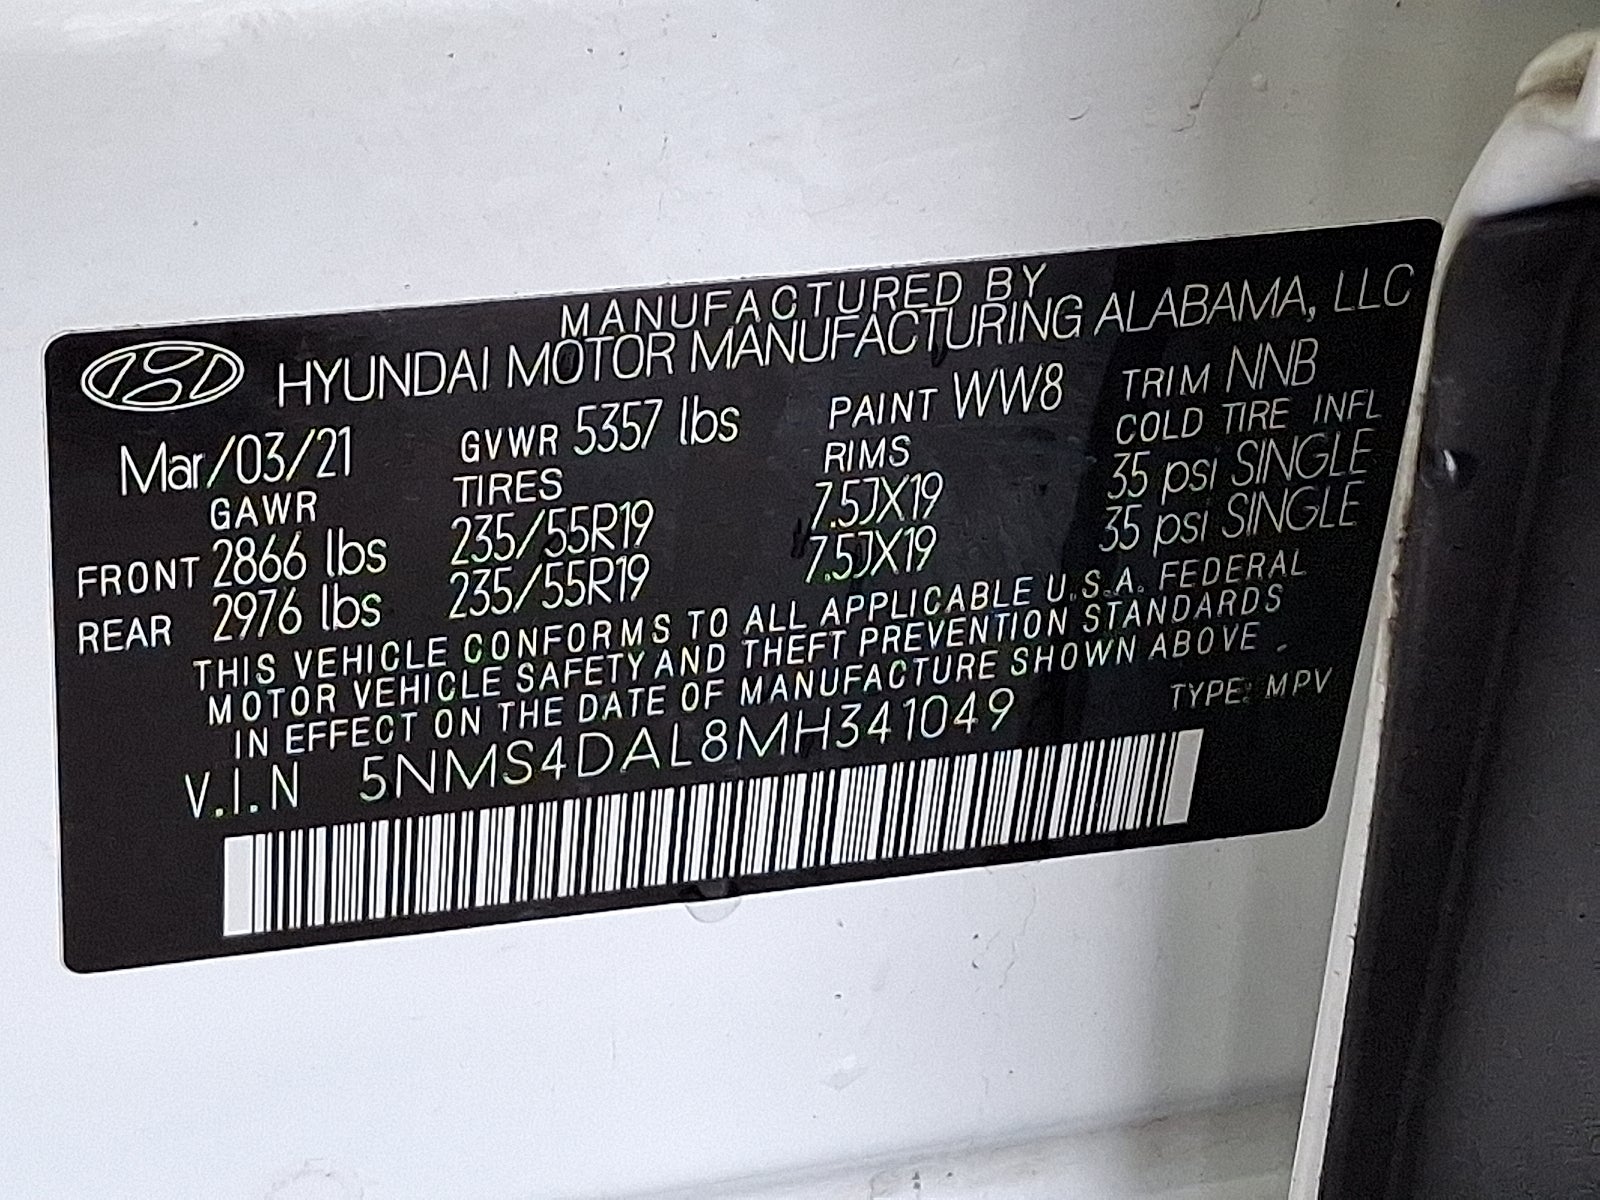 MANUFACTURED BY
HYUNDAI MOTOR MANUFACTURING ALABAMA, LLC
Mar/03/21 GVWR 5357 lbs PAINT WW8 TRIM NNB
GAWR TIRES RIMS COLD TIRE INFL
FRONT 2866 lbs 235/55R19 7.5JX19 35 psi SINGLE
REAR 2976 lbs 235/55R19 7.5JX19 35 psi SINGLE
THIS VEHICLE CONFORMS TO ALL APPLICABLE U.S.A. FEDERAL
MOTOR VEHICLE SAFETY AND THEFT PREVENTION STANDARDS
IN EFFECT ON THE DATE OF MANUFACTURE SHOWN ABOVE.
V.I.N 5NMS4DAL8MH341049 TYPE: MPV